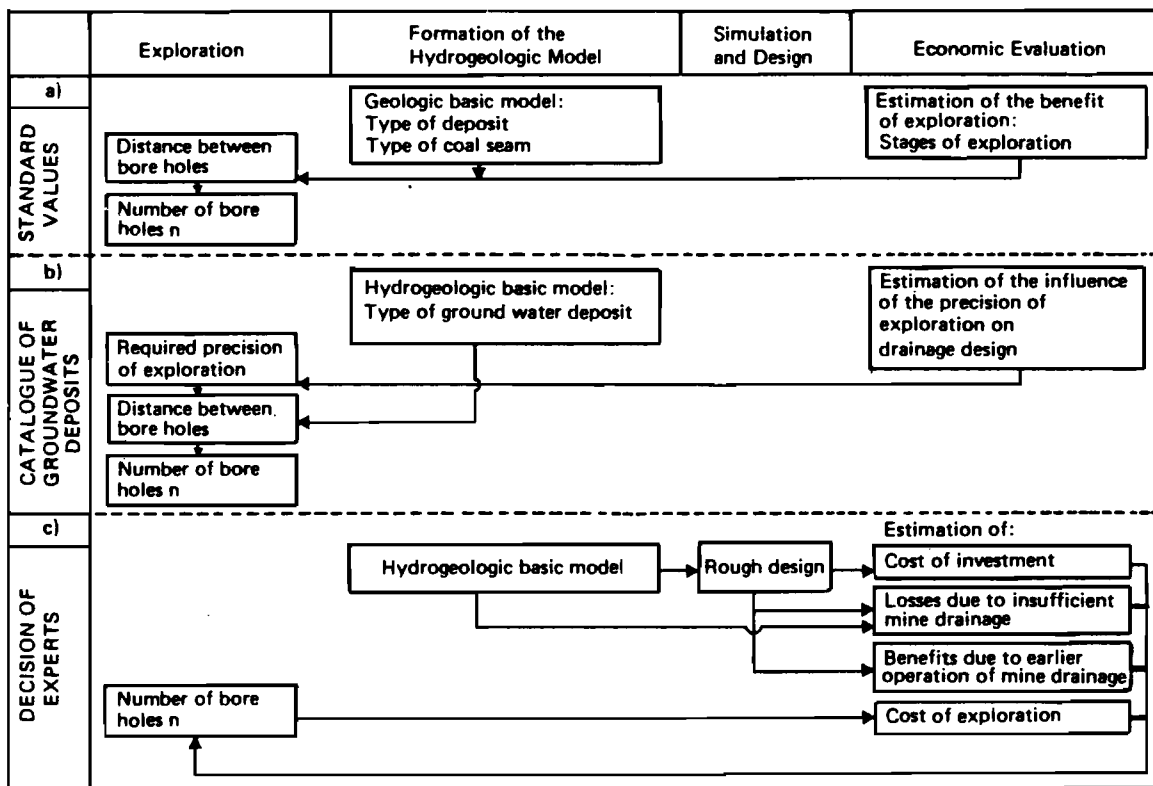 Exploration
Formation of the
Hydrogeologic Model
Simulation
and Design
Economic Evaluation
a)
STANDARD
VALUES
Geologic basic model:
Type of deposit
Type of coal seam
Estimation of the benefit
of exploration:
Stages of exploration
Distance between
bore holes
Number of bore
holes n
b)
CATALOGUE OF
GROUNDWATER
DEPOSITS
Hydrogeologic basic model:
Type of ground water deposit
Estimation of the influence
of the precision of
exploration on
drainage design
Required precision
of exploration
Distance between
bore holes
Number of bore
holes n
c)
DECISION OF
EXPERTS
Estimation of:
Hydrogeologic basic model
Rough design
Cost of investment
Losses due to insufficient
mine drainage
Benefits due to earlier
operation of mine drainage
Number of bore
holes n
Cost of exploration